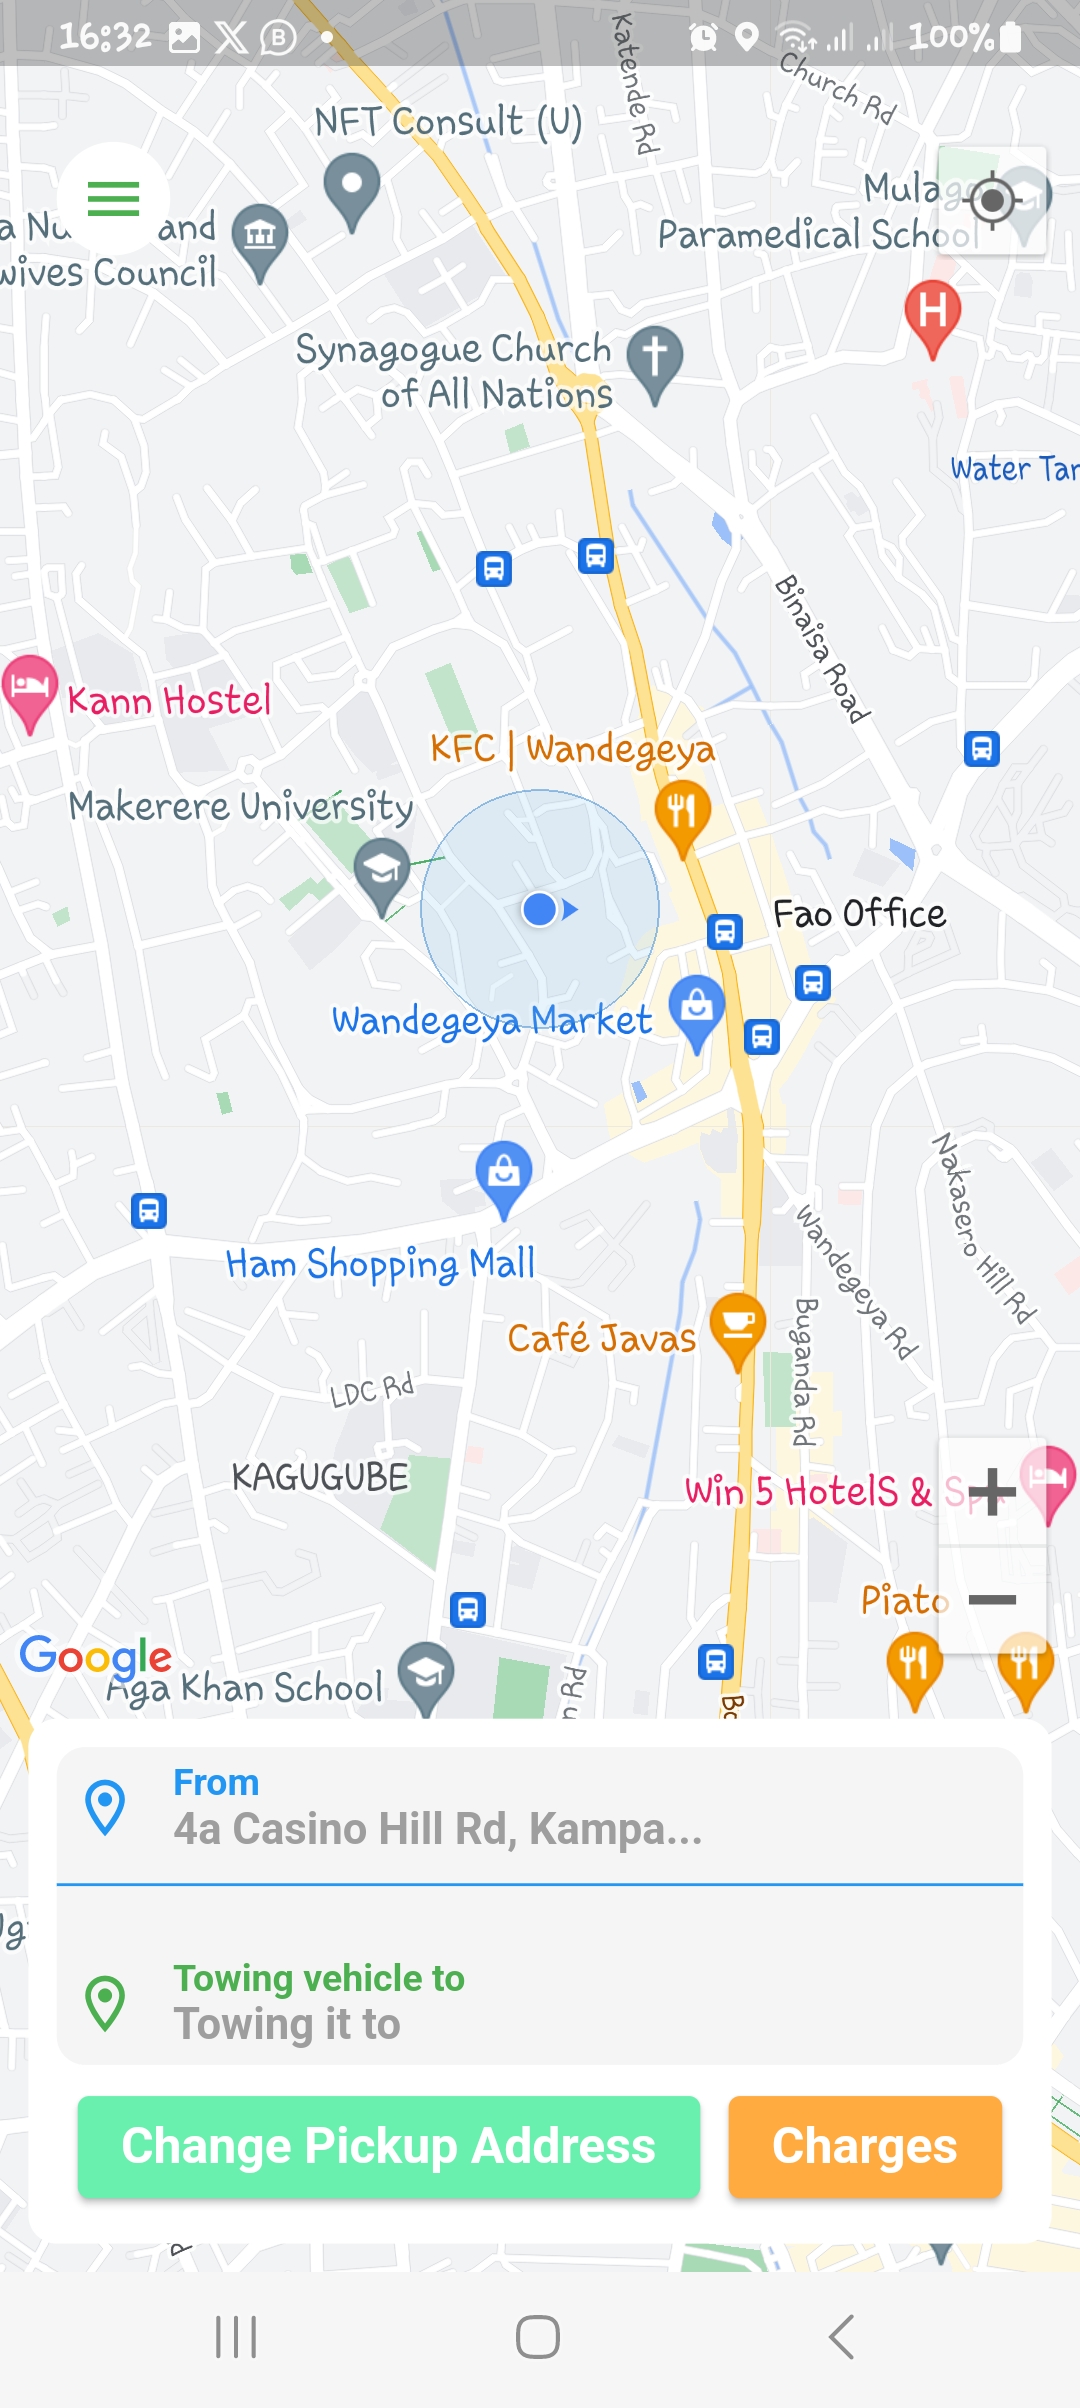 16:32
100%
Katende Rd
Church Rd
NFT Consult (U)
Paramedical School
and
wives Council
Synagogue Church
of All Nations
H
Water
Binaisa Road
Kann Hostel
KFC | Wandegeya
Makerere University
Fao Office
Wandegeya Market
Nakasero Hill Rd
Wandegeya Rd
Ham Shopping Mall
Buganda Rd
Café Javas
LDC Rd
KAGUGUBE
Win 5 HotelS & Spa
Piato
Google
Aga Khan School
n Rd
From
4a Casino Hill Rd, Kampa...
Towing vehicle to
Towing it to
Change Pickup Address
Charges